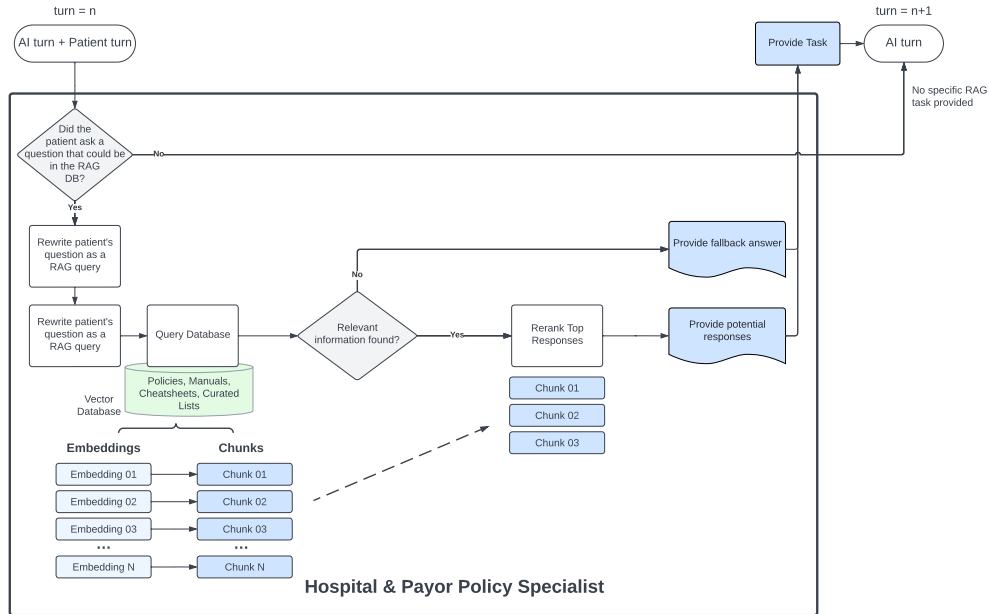 turn = n
turn = n+1
AI turn + Patient turn
Provide Task
AI turn
No specific RAG
task provided
Did the
patient ask a
question that could be
in the RAG
DB?
No
Yes
Rewrite patient's
question as a
RAG query
Provide fallback answer
No
Rewrite patient's
question as a
RAG query
Query Database
Relevant
information found?
Yes
Rerank Top
Responses
Provide potential
responses
Policies, Manuals,
Cheatsheets, Curated
Lists
Vector
Database
Chunk 01
Chunk 02
Chunk 03
Embeddings
Chunks
Embedding 01
Chunk 01
Embedding 02
Chunk 02
Embedding 03
Chunk 03
...
...
Embedding N
Chunk N
Hospital & Payor Policy Specialist